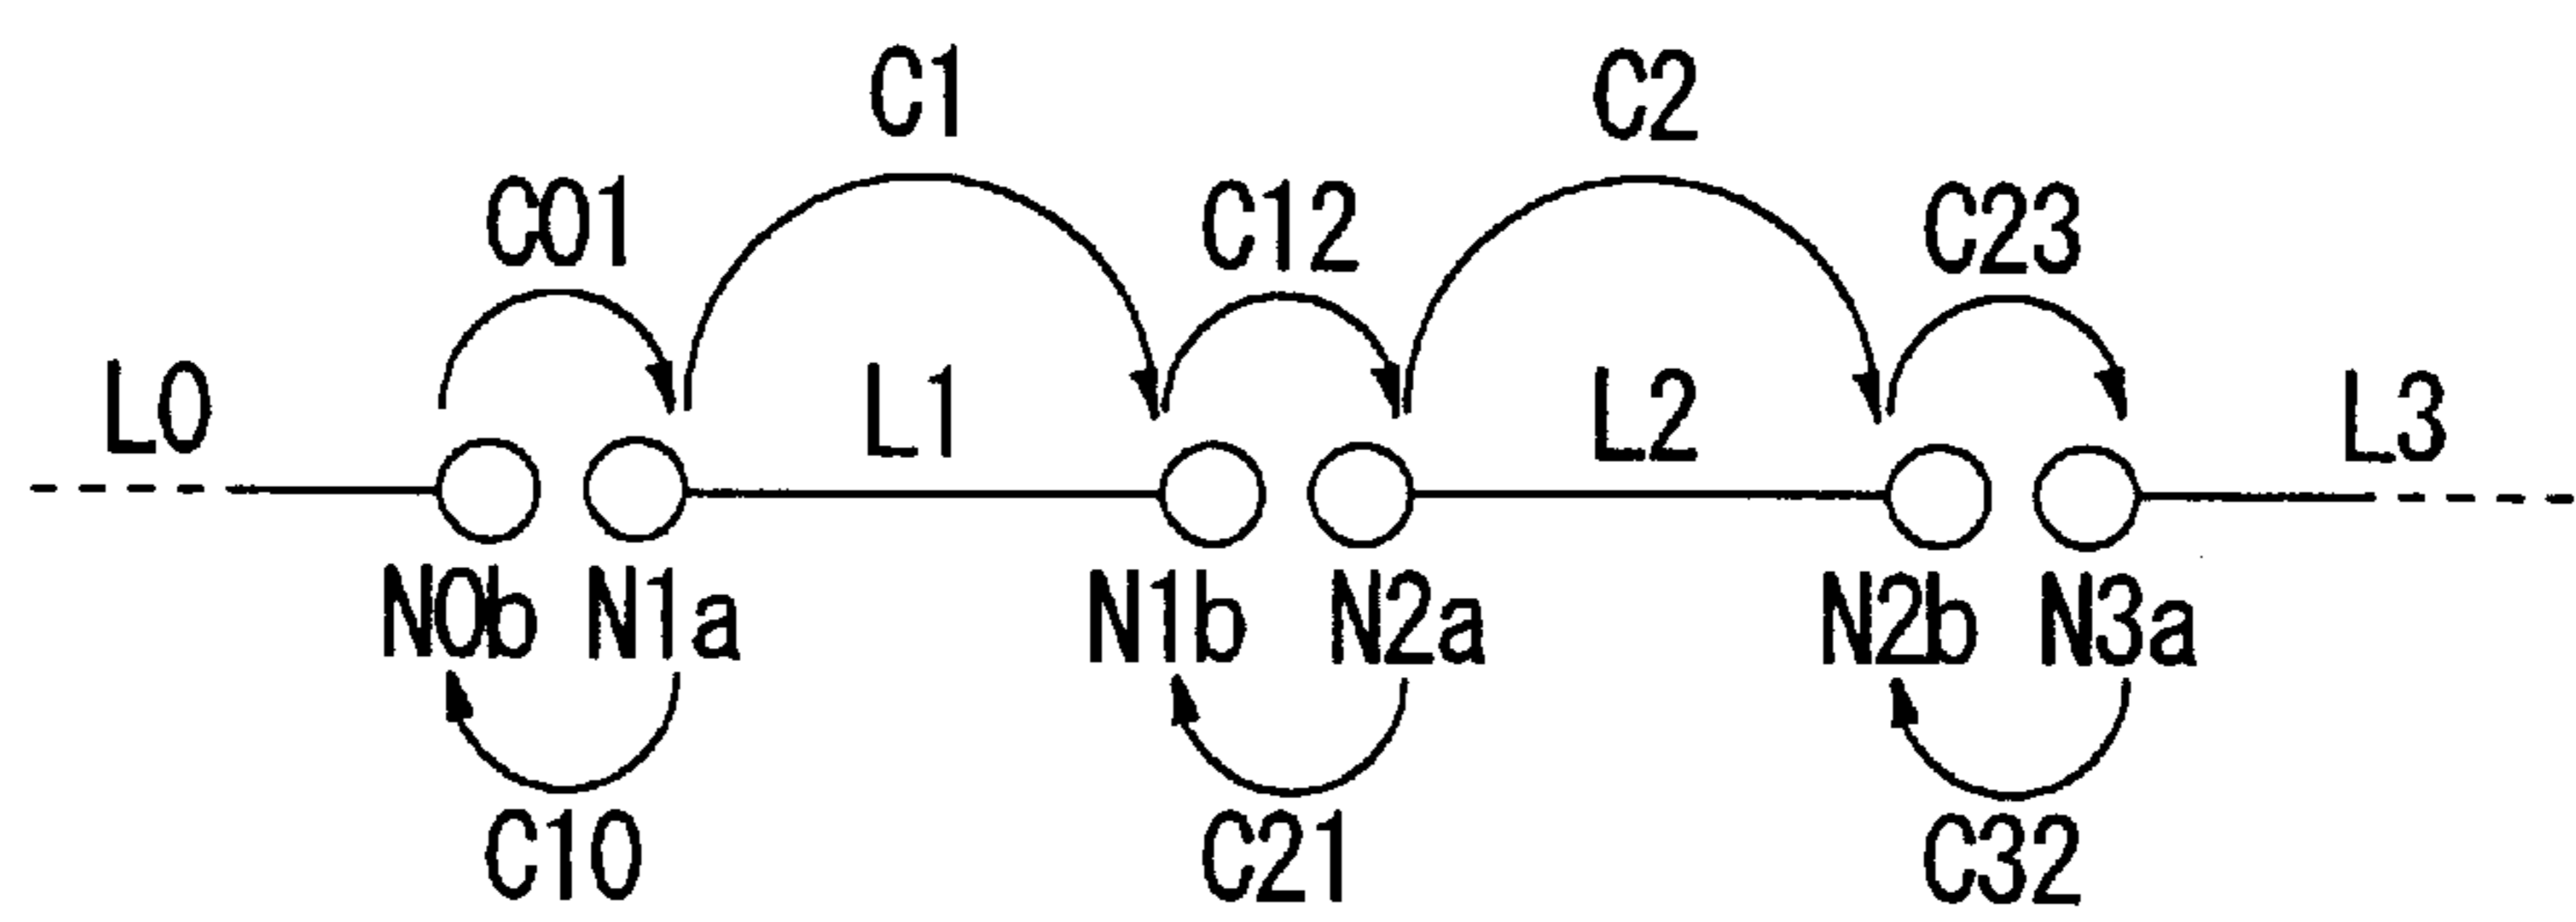 C1 C2
C01 C12 C23
L0 L1 L2 L3
N0b N1a N1b N2a N2b N3a
C10 C21 C32